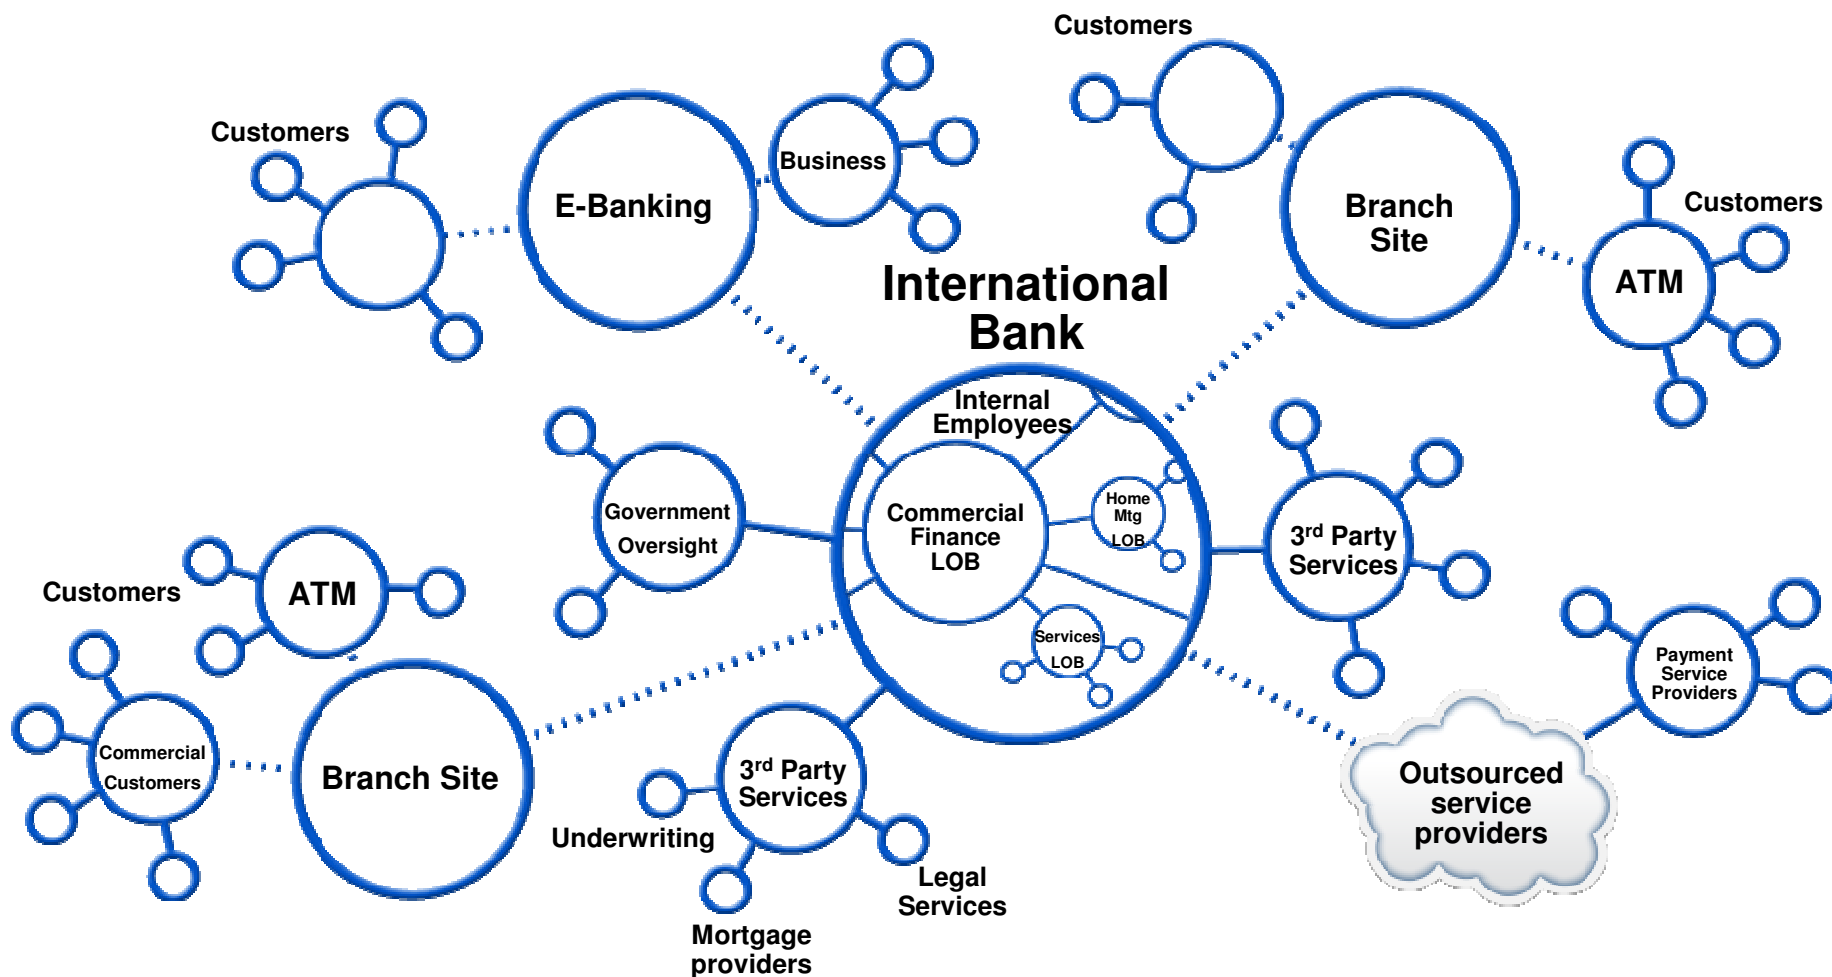 Customers
Customers
Business
E-Banking
Branch
Site
Customers
ATM
International
Bank
Internal
Employees
Government
Oversight
Commercial
Finance
LOB
Home
Mtg
LOB
Services
LOB
3rd Party
Services
Customers
ATM
Commercial
Customers
Branch Site
3rd Party
Services
Underwriting
Legal
Services
Mortgage
providers
Payment
Service
Providers
Outsourced
service
providers